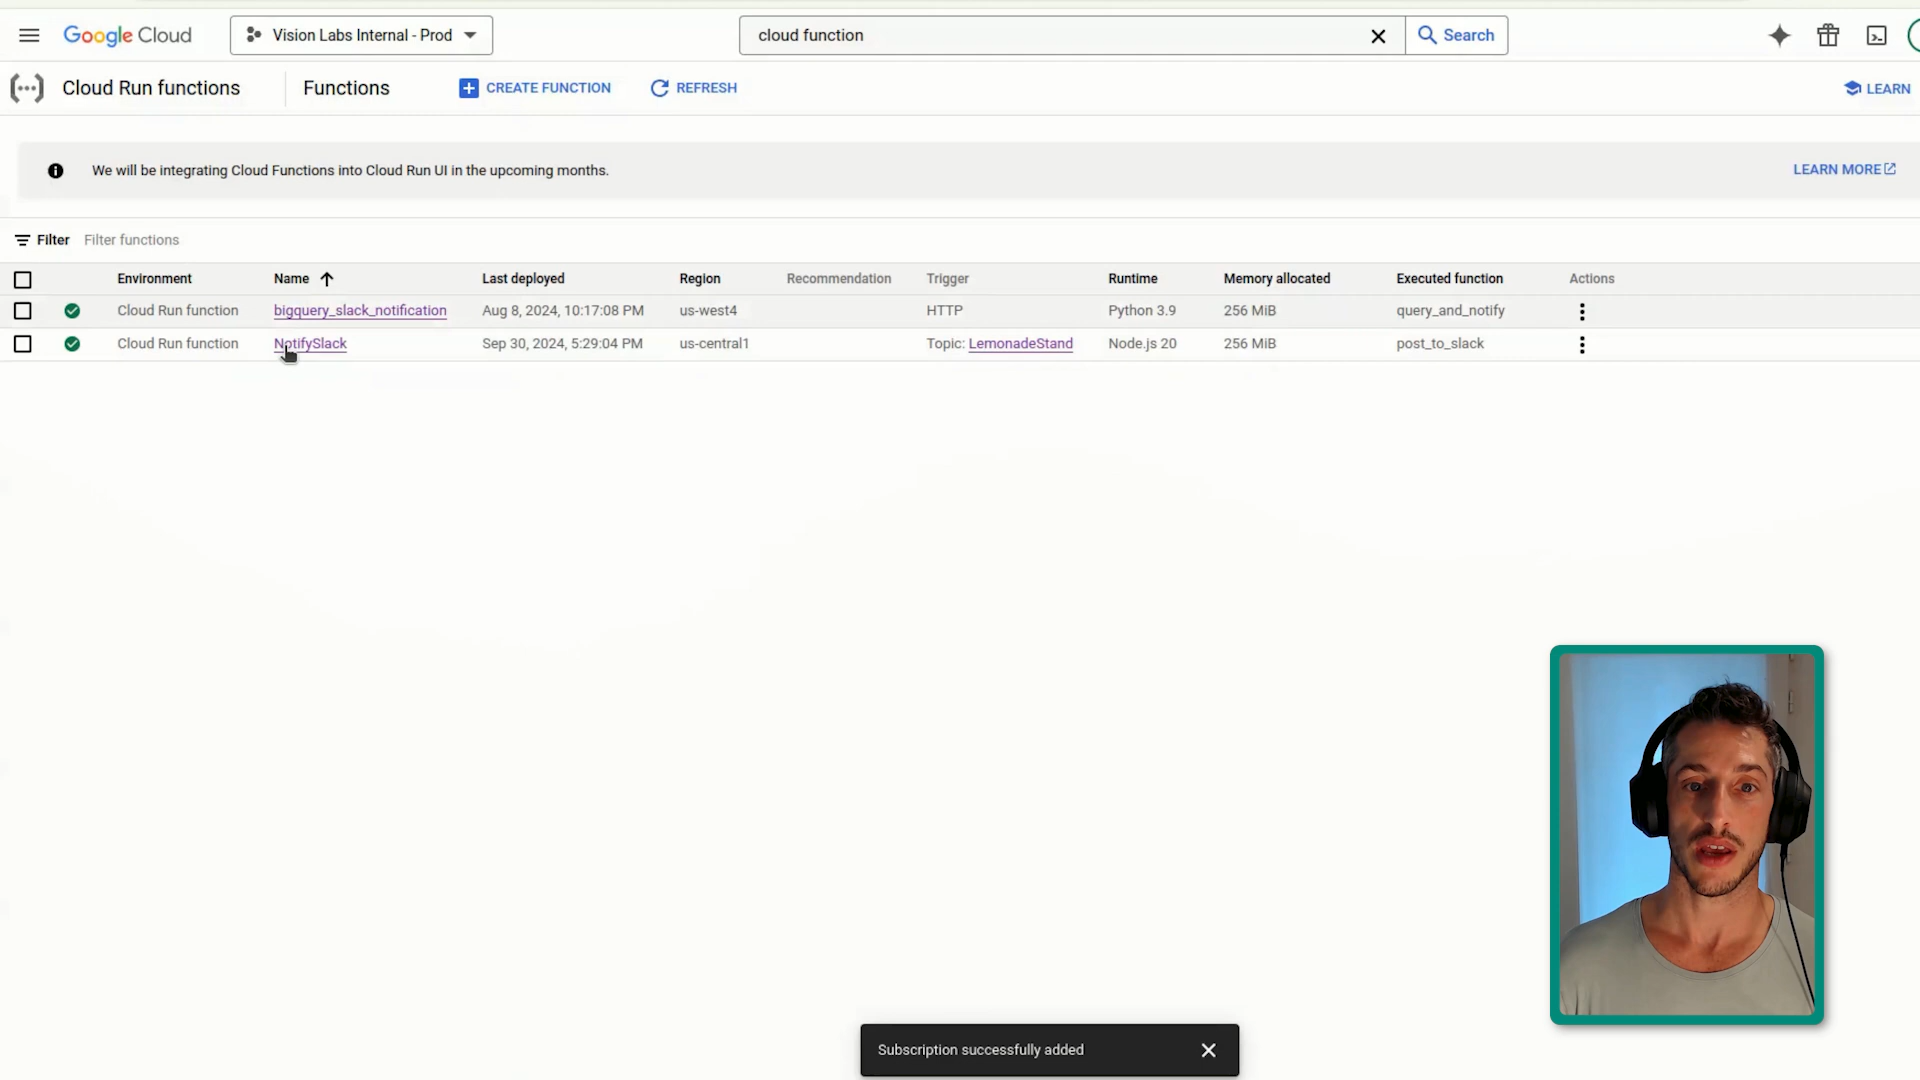 Google Cloud
Vision Labs Internal - Prod
cloud function
Search
Cloud Run functions
Functions
CREATE FUNCTION
REFRESH
LEARN
We will be integrating Cloud Functions into Cloud Run UI in the upcoming months.
LEARN MORE
Filter Filter functions
Environment Name Last deployed Region Recommendation Trigger Runtime Memory allocated Executed function Actions
Cloud Run function bigquery_slack_notification Aug 8, 2024, 10:17:08 PM us-west4 HTTP Python 3.9 256 MiB query_and_notify
Cloud Run function NotifySlack Sep 30, 2024, 5:29:04 PM us-central1 Topic: LemonadeStand Node.js 20 256 MiB post_to_slack
Subscription successfully added